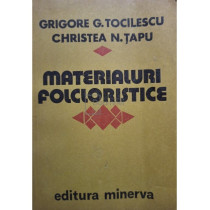 GRIGORE G. TOCILESCU
CHRISTEA N. ȚAPU
MATERIALURI
FOLCLORISTICE
editura minerva